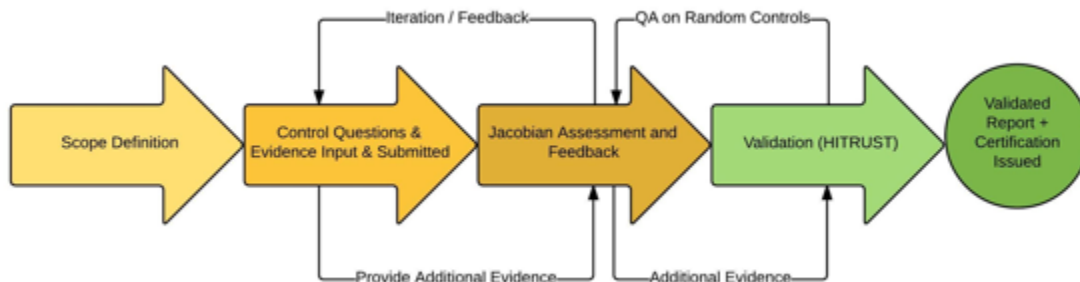 Iteration / Feedback
QA on Random Controls
Scope Definition
Control Questions &
Evidence Input & Submitted
Jacobian Assessment and
Feedback
Validation (HITRUST)
Validated
Report +
Certification
Issued
Provide Additional Evidence
Additional Evidence